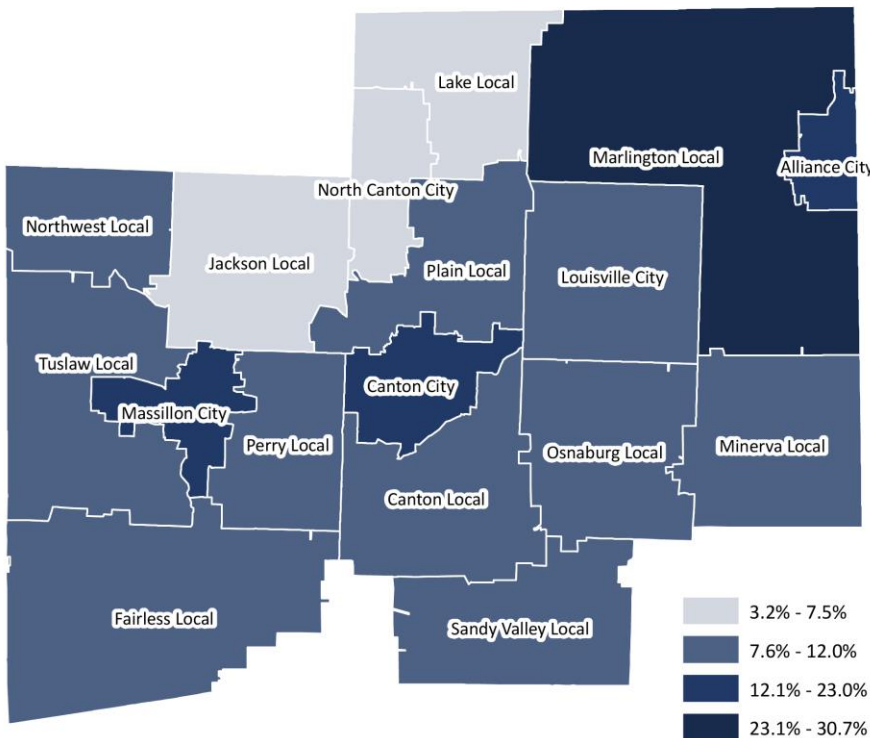 Lake Local
Marlington Local
Alliance City
North Canton City
Northwest Local
Jackson Local
Plain Local
Louisville City
Tuslaw Local
Canton City
Massillon City
Perry Local
Osnaburg Local
Minerva Local
Canton Local
Fairless Local
Sandy Valley Local
3.2% - 7.5%
7.6% - 12.0%
12.1% - 23.0%
23.1% - 30.7%